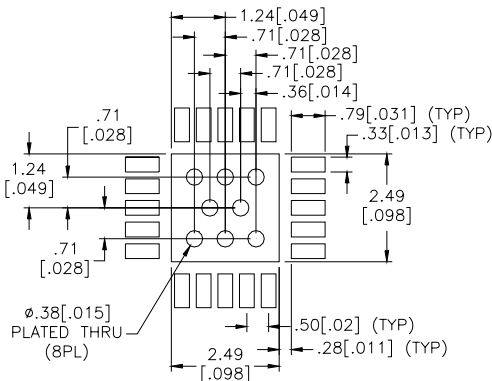 1.24[.049]
.71[.028]
.71[.028]
.71[.028]
.36[.014]
.71
[.028]
.79[.031] (TYP)
.33[.013] (TYP)
1.24
[.049]
2.49
[.098]
.71
[.028]
ø.38[.015]
PLATED THRU
(8PL)
.50[.02] (TYP)
.28[.011] (TYP)
2.49
[.098]